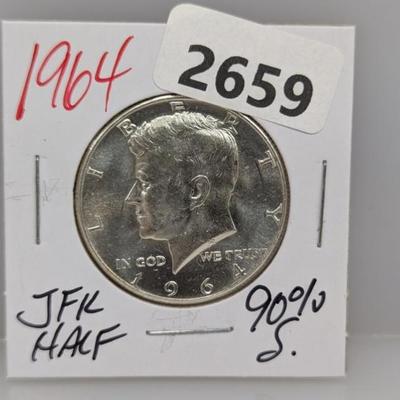 1964
2659
LIBERTY
IN GOD WE TRUST
1964
JFK
HALF
90%
S.